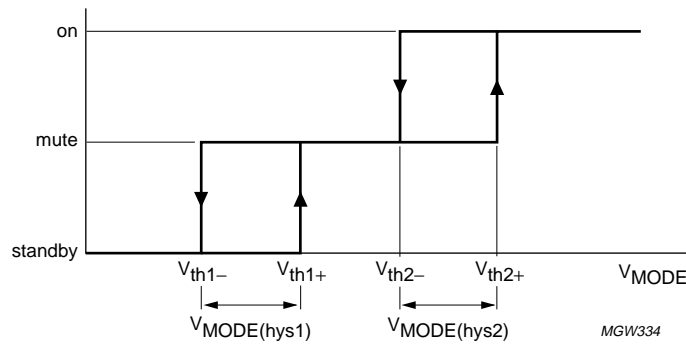 on
mute
standby
Vth1− Vth1+ Vth2− Vth2+ VMODE
VMODE(hys1) VMODE(hys2) MGW334